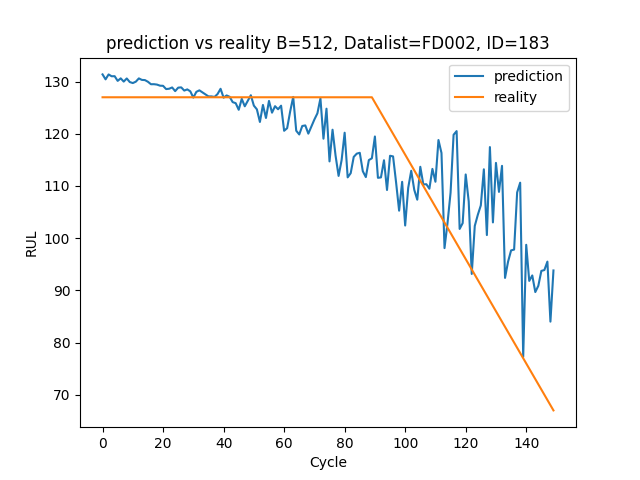 prediction vs reality B=512, Datalist=FD002, ID=183
prediction
reality
130
120
110
100
90
80
70
RUL
0 20 40 60 80 100 120 140
Cycle